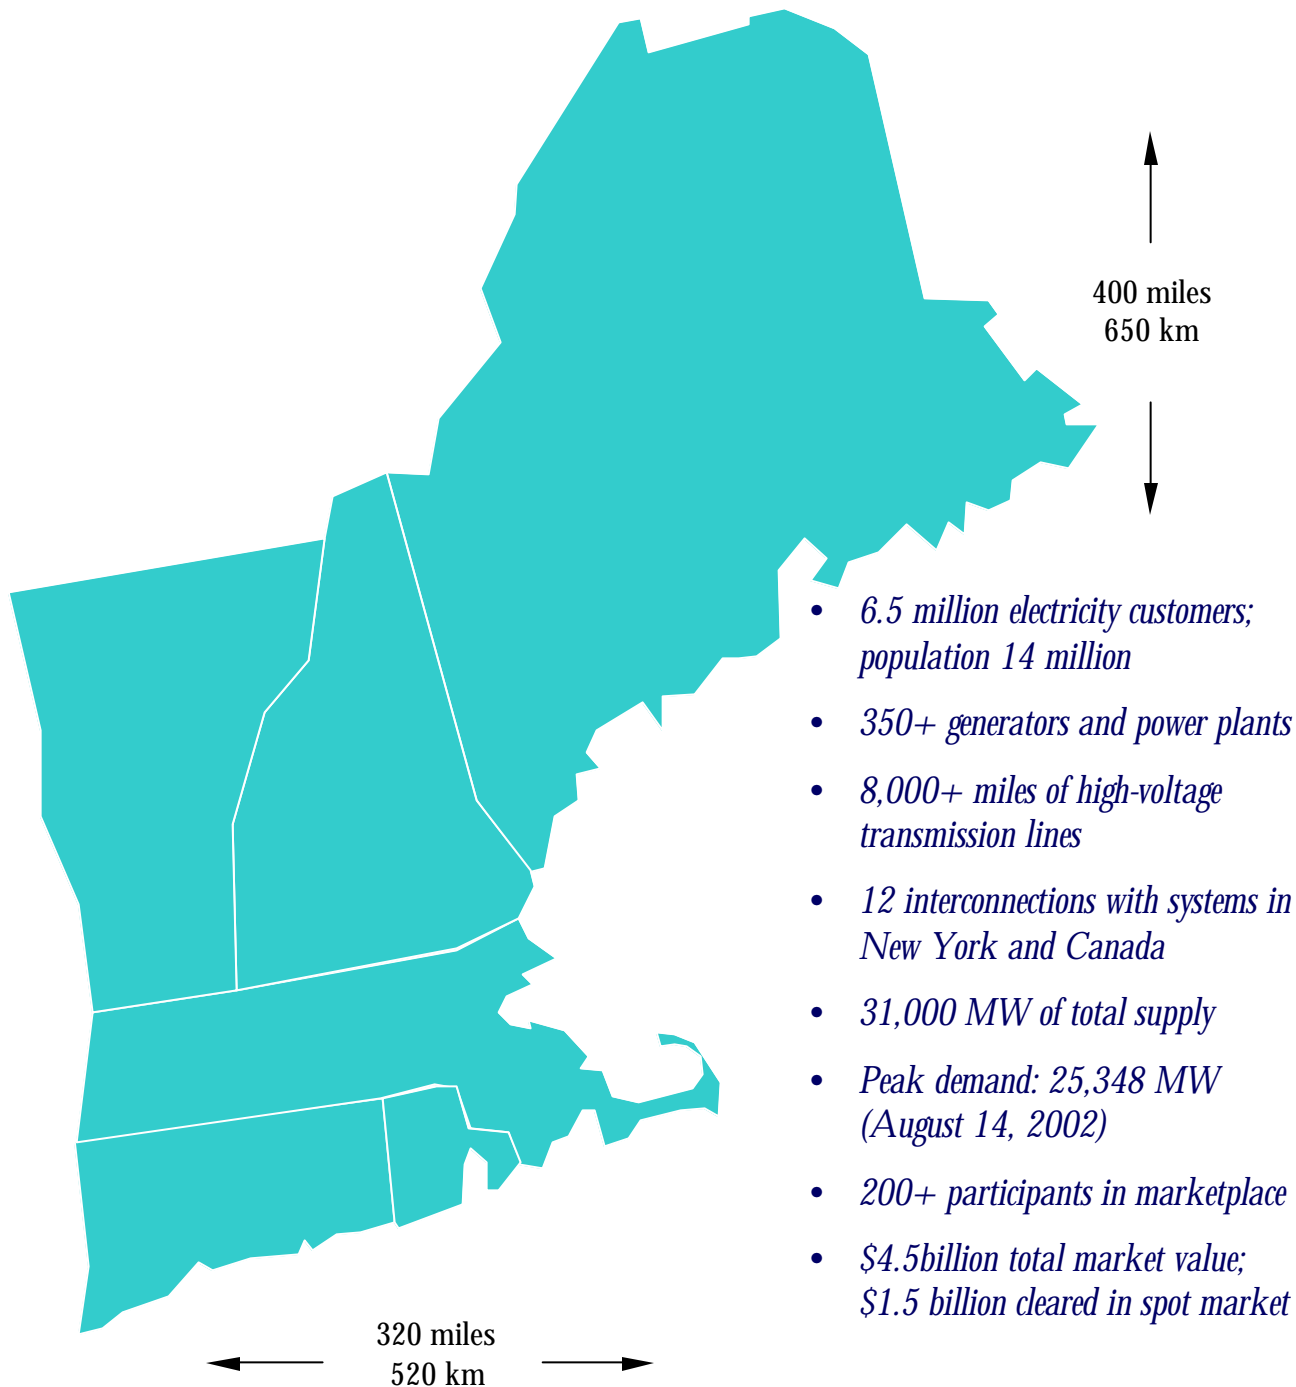 400 miles
650 km
• 6.5 million electricity customers;
population 14 million
• 350+ generators and power plants
• 8,000+ miles of high-voltage
transmission lines
• 12 interconnections with systems in
New York and Canada
• 31,000 MW of total supply
• Peak demand: 25,348 MW
(August 14, 2002)
• 200+ participants in marketplace
• $4.5billion total market value;
$1.5 billion cleared in spot market
320 miles
520 km